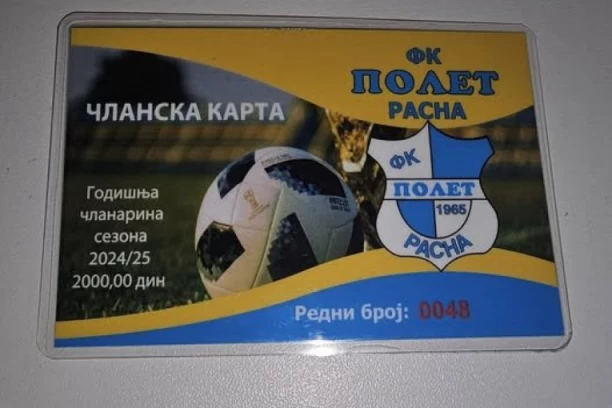 ФК
ПОЛЕТ
РАСНА
ЧЛАНСКА КАРТА
ФК
ПОЛЕТ
1965
РАСНА
Годишња
чланарина
сезона
2024/25
2000,00 дин
Редни број: 0048